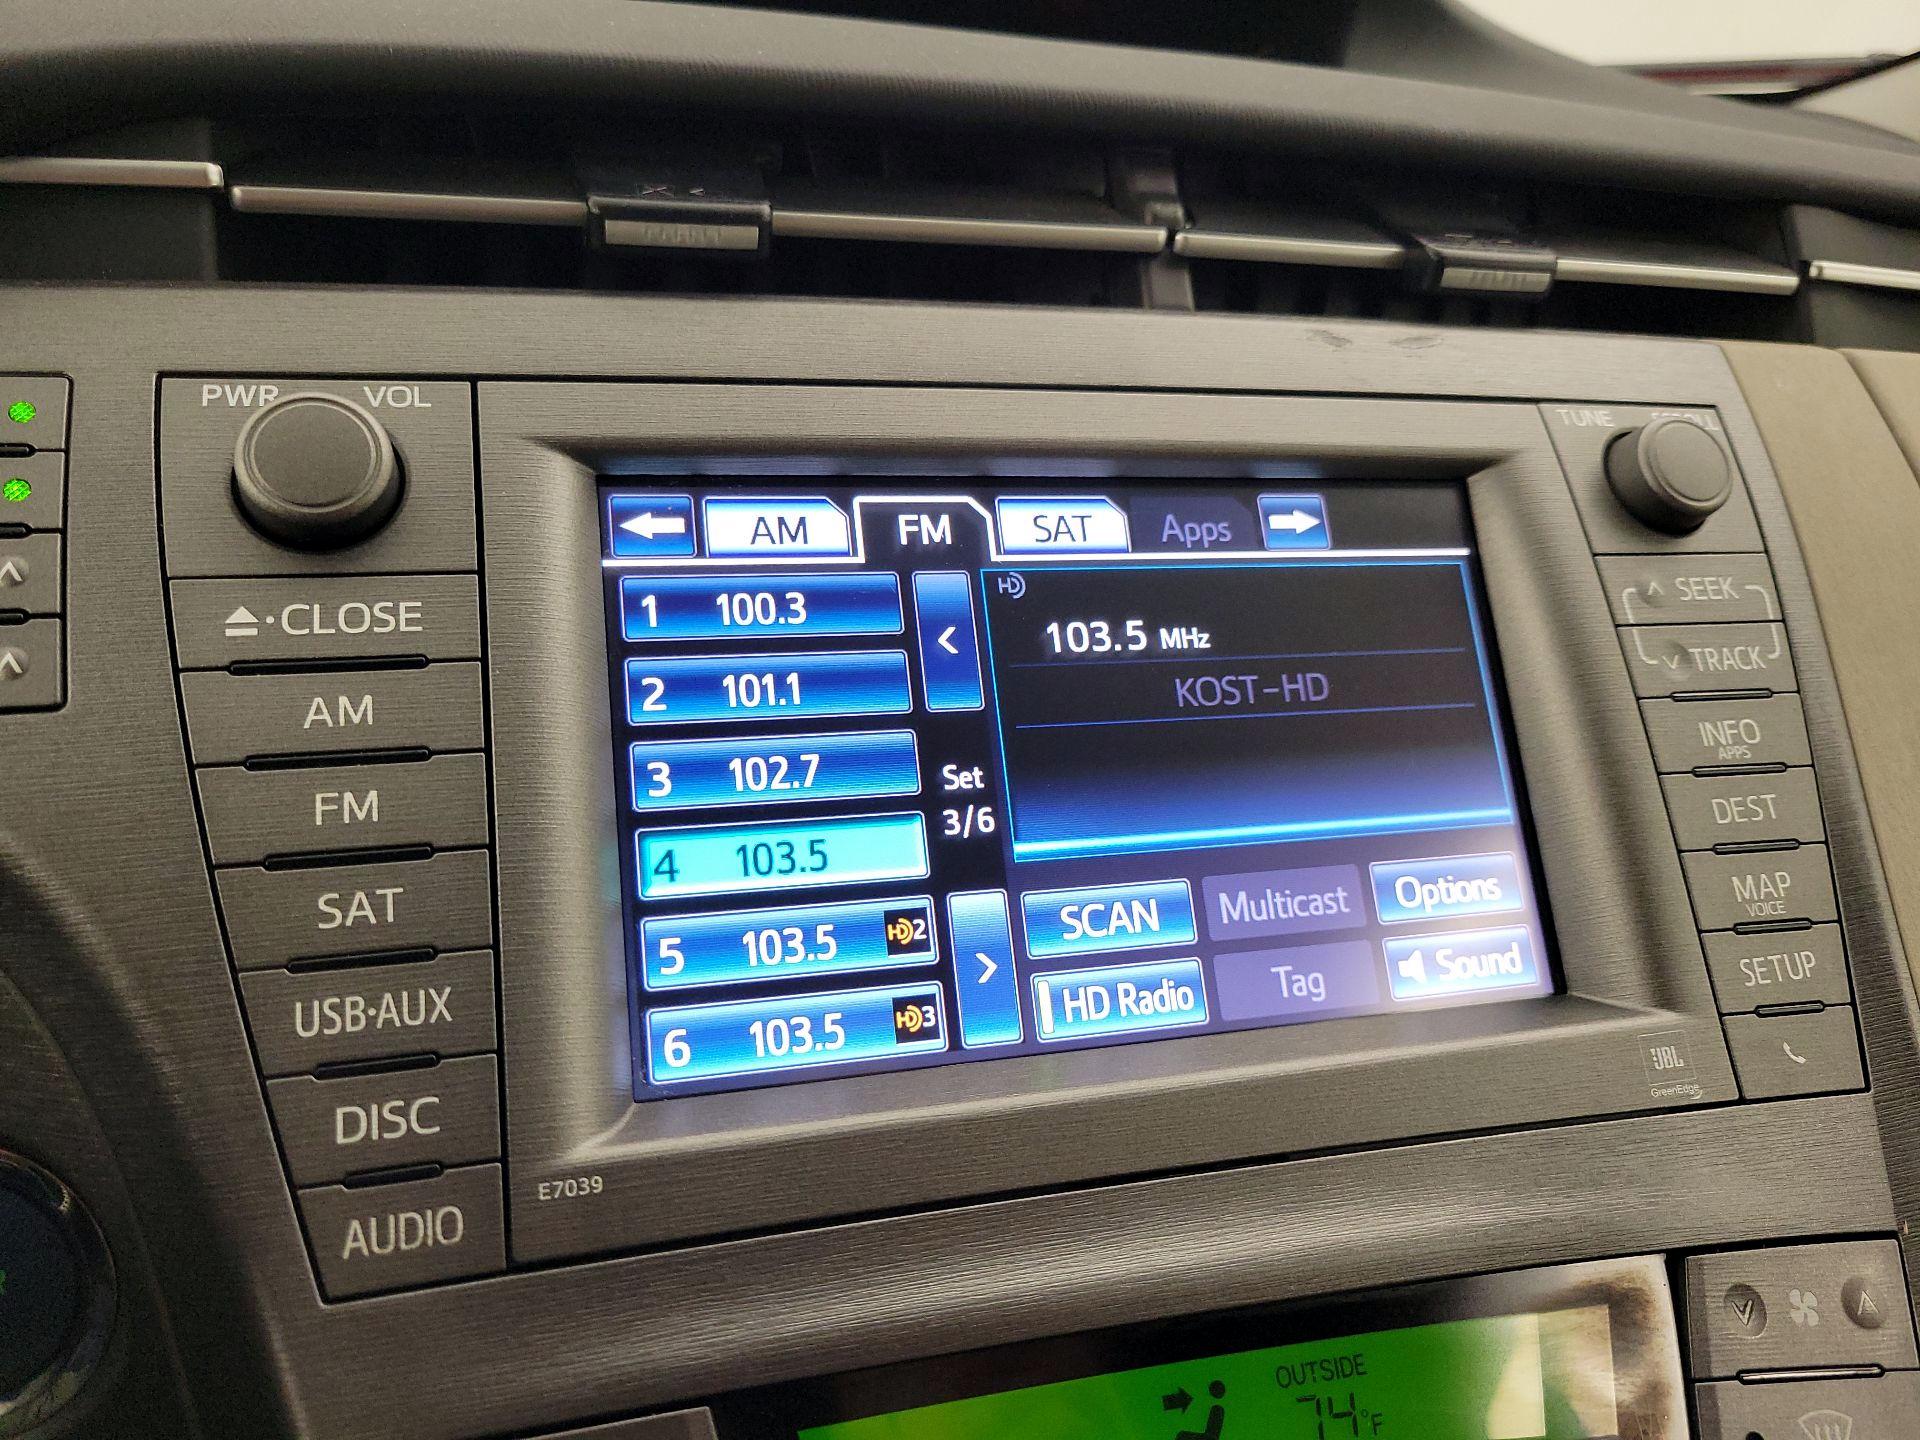 PWR VOL
TUNE SCROLL
AM FM SAT Apps
1 100.3
2 101.1
3 102.7
4 103.5
5 103.5 HD2
6 103.5 HD3
Set
3/6
HD
103.5 MHz
KOST-HD
SCAN Multicast Options
HD Radio Tag Sound
CLOSE
AM
FM
SAT
USB·AUX
DISC
AUDIO
SEEK
TRACK
INFO
APPS
DEST
MAP
VOICE
SETUP
JBL
GreenEdge
E7039
OUTSIDE
74°F